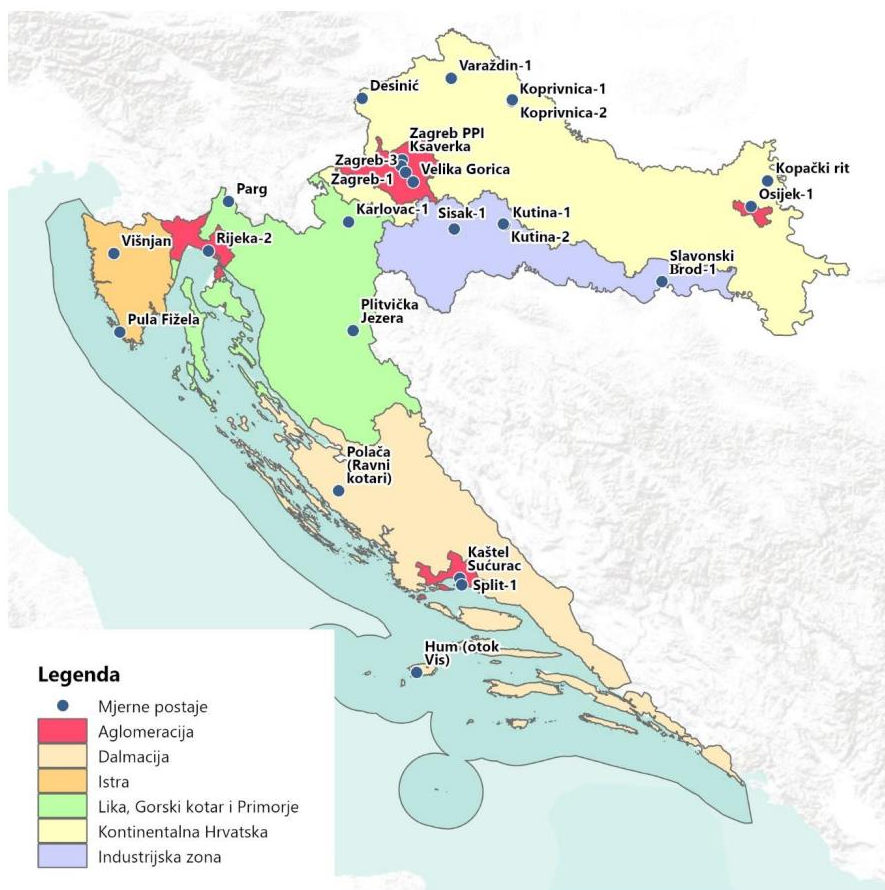 Varaždin-1
Desinić
Koprivnica-1
Koprivnica-2
Zagreb PPI
Ksaverka
Zagreb-3
Velika Gorica
Zagreb-1
Kopački rit
Osijek-1
Parg
Karlovac-1
Sisak-1
Kutina-1
Kutina-2
Višnjan
Rijeka-2
Slavonski
Brod-1
Plitvička
Jezera
Pula Fižela
Polača
(Ravni
kotari)
Kaštel
Sućurac
Split-1
Hum (otok
Vis)
Legenda
Mjerne postaje
Aglomeracija
Dalmacija
Istra
Lika, Gorski kotar i Primorje
Kontinentalna Hrvatska
Industrijska zona